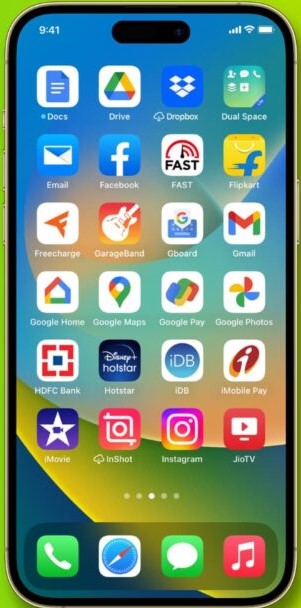 9:41
Docs
Drive
Dropbox
Dual Space
FAST
Email
Facebook
FAST
Flipkart
Freecharge
GarageBand
Gboard
Gmail
Google Home
Google Maps
Google Pay
Google Photos
Disney+
hotstar
iDB
HDFC Bank
Hotstar
iDB
iMobile Pay
iMovie
InShot
Instagram
JioTV